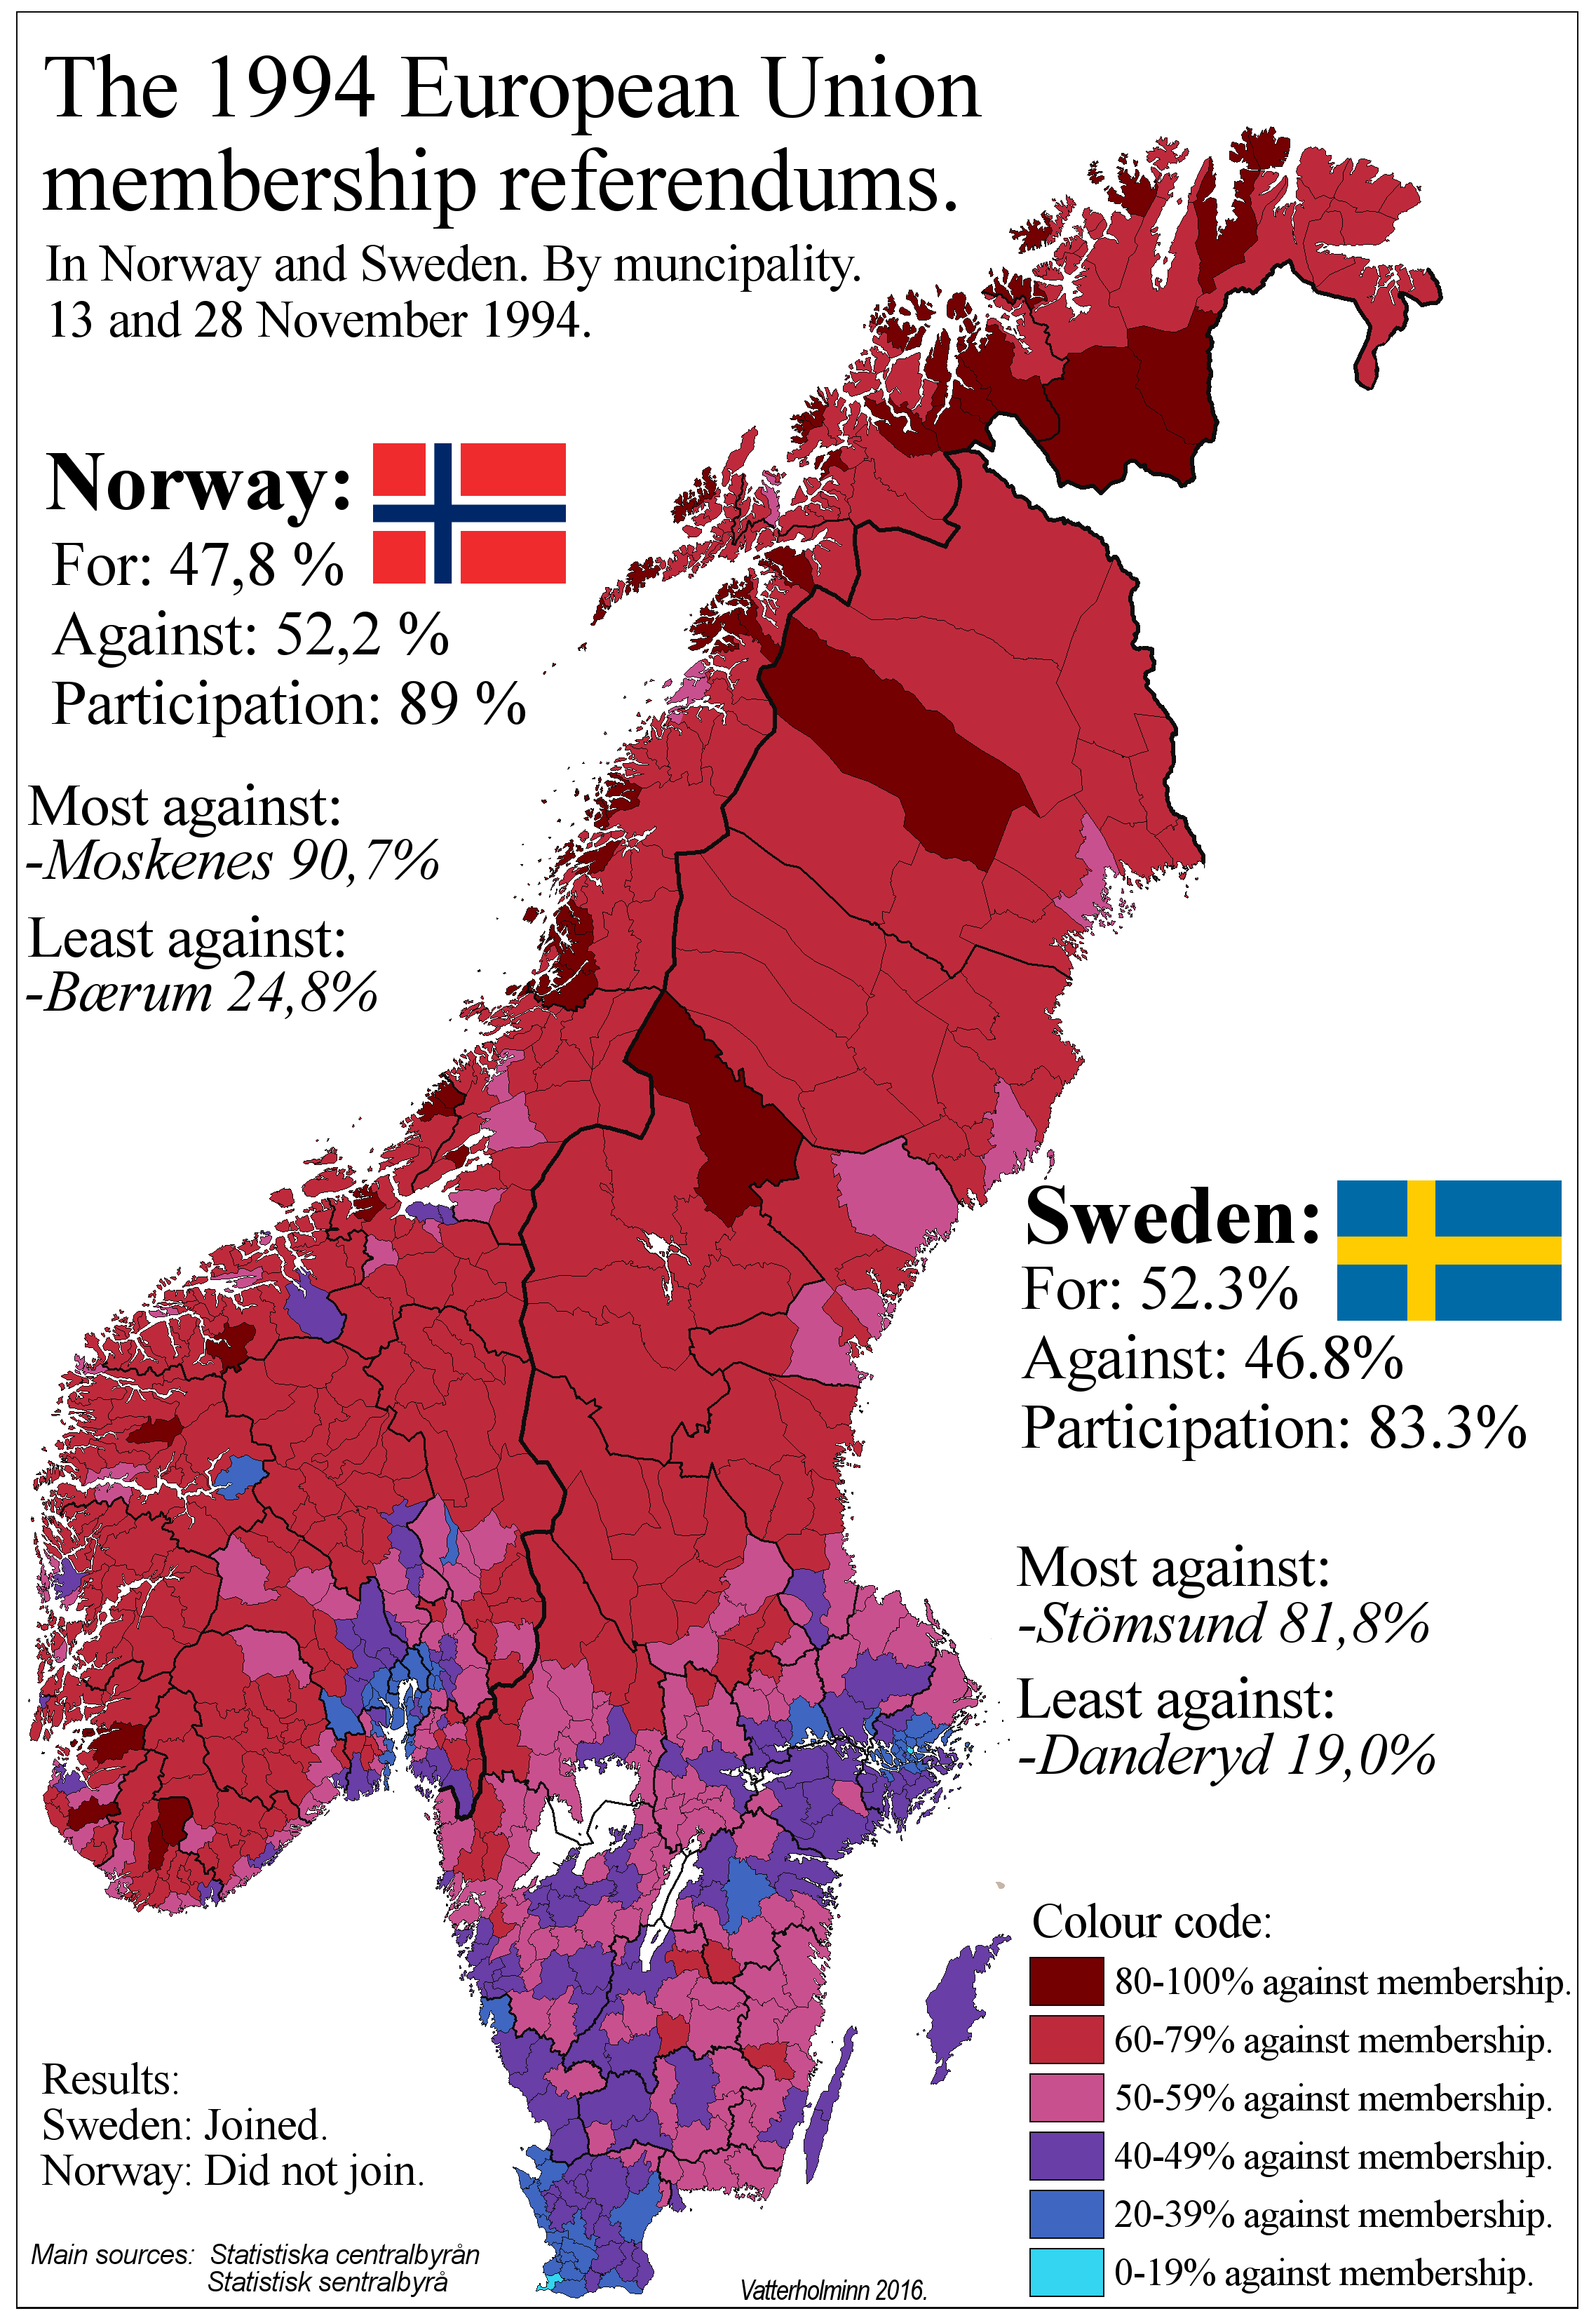 The 1994 European Union
membership referendums.
In Norway and Sweden. By muncipality.
13 and 28 November 1994.
Norway:
For: 47,8 %
Against: 52,2 %
Participation: 89 %
Most against:
-Moskenes 90,7%
Least against:
-Bærum 24,8%
Sweden:
For: 52.3%
Against: 46.8%
Participation: 83.3%
Most against:
-Stömsund 81,8%
Least against:
-Danderyd 19,0%
Colour code:
80-100% against membership.
60-79% against membership.
50-59% against membership.
40-49% against membership.
20-39% against membership.
0-19% against membership.
Results:
Sweden: Joined.
Norway: Did not join.
Main sources: Statistiska centralbyrån
Statistisk sentralbyrå
Vatterholminn 2016.